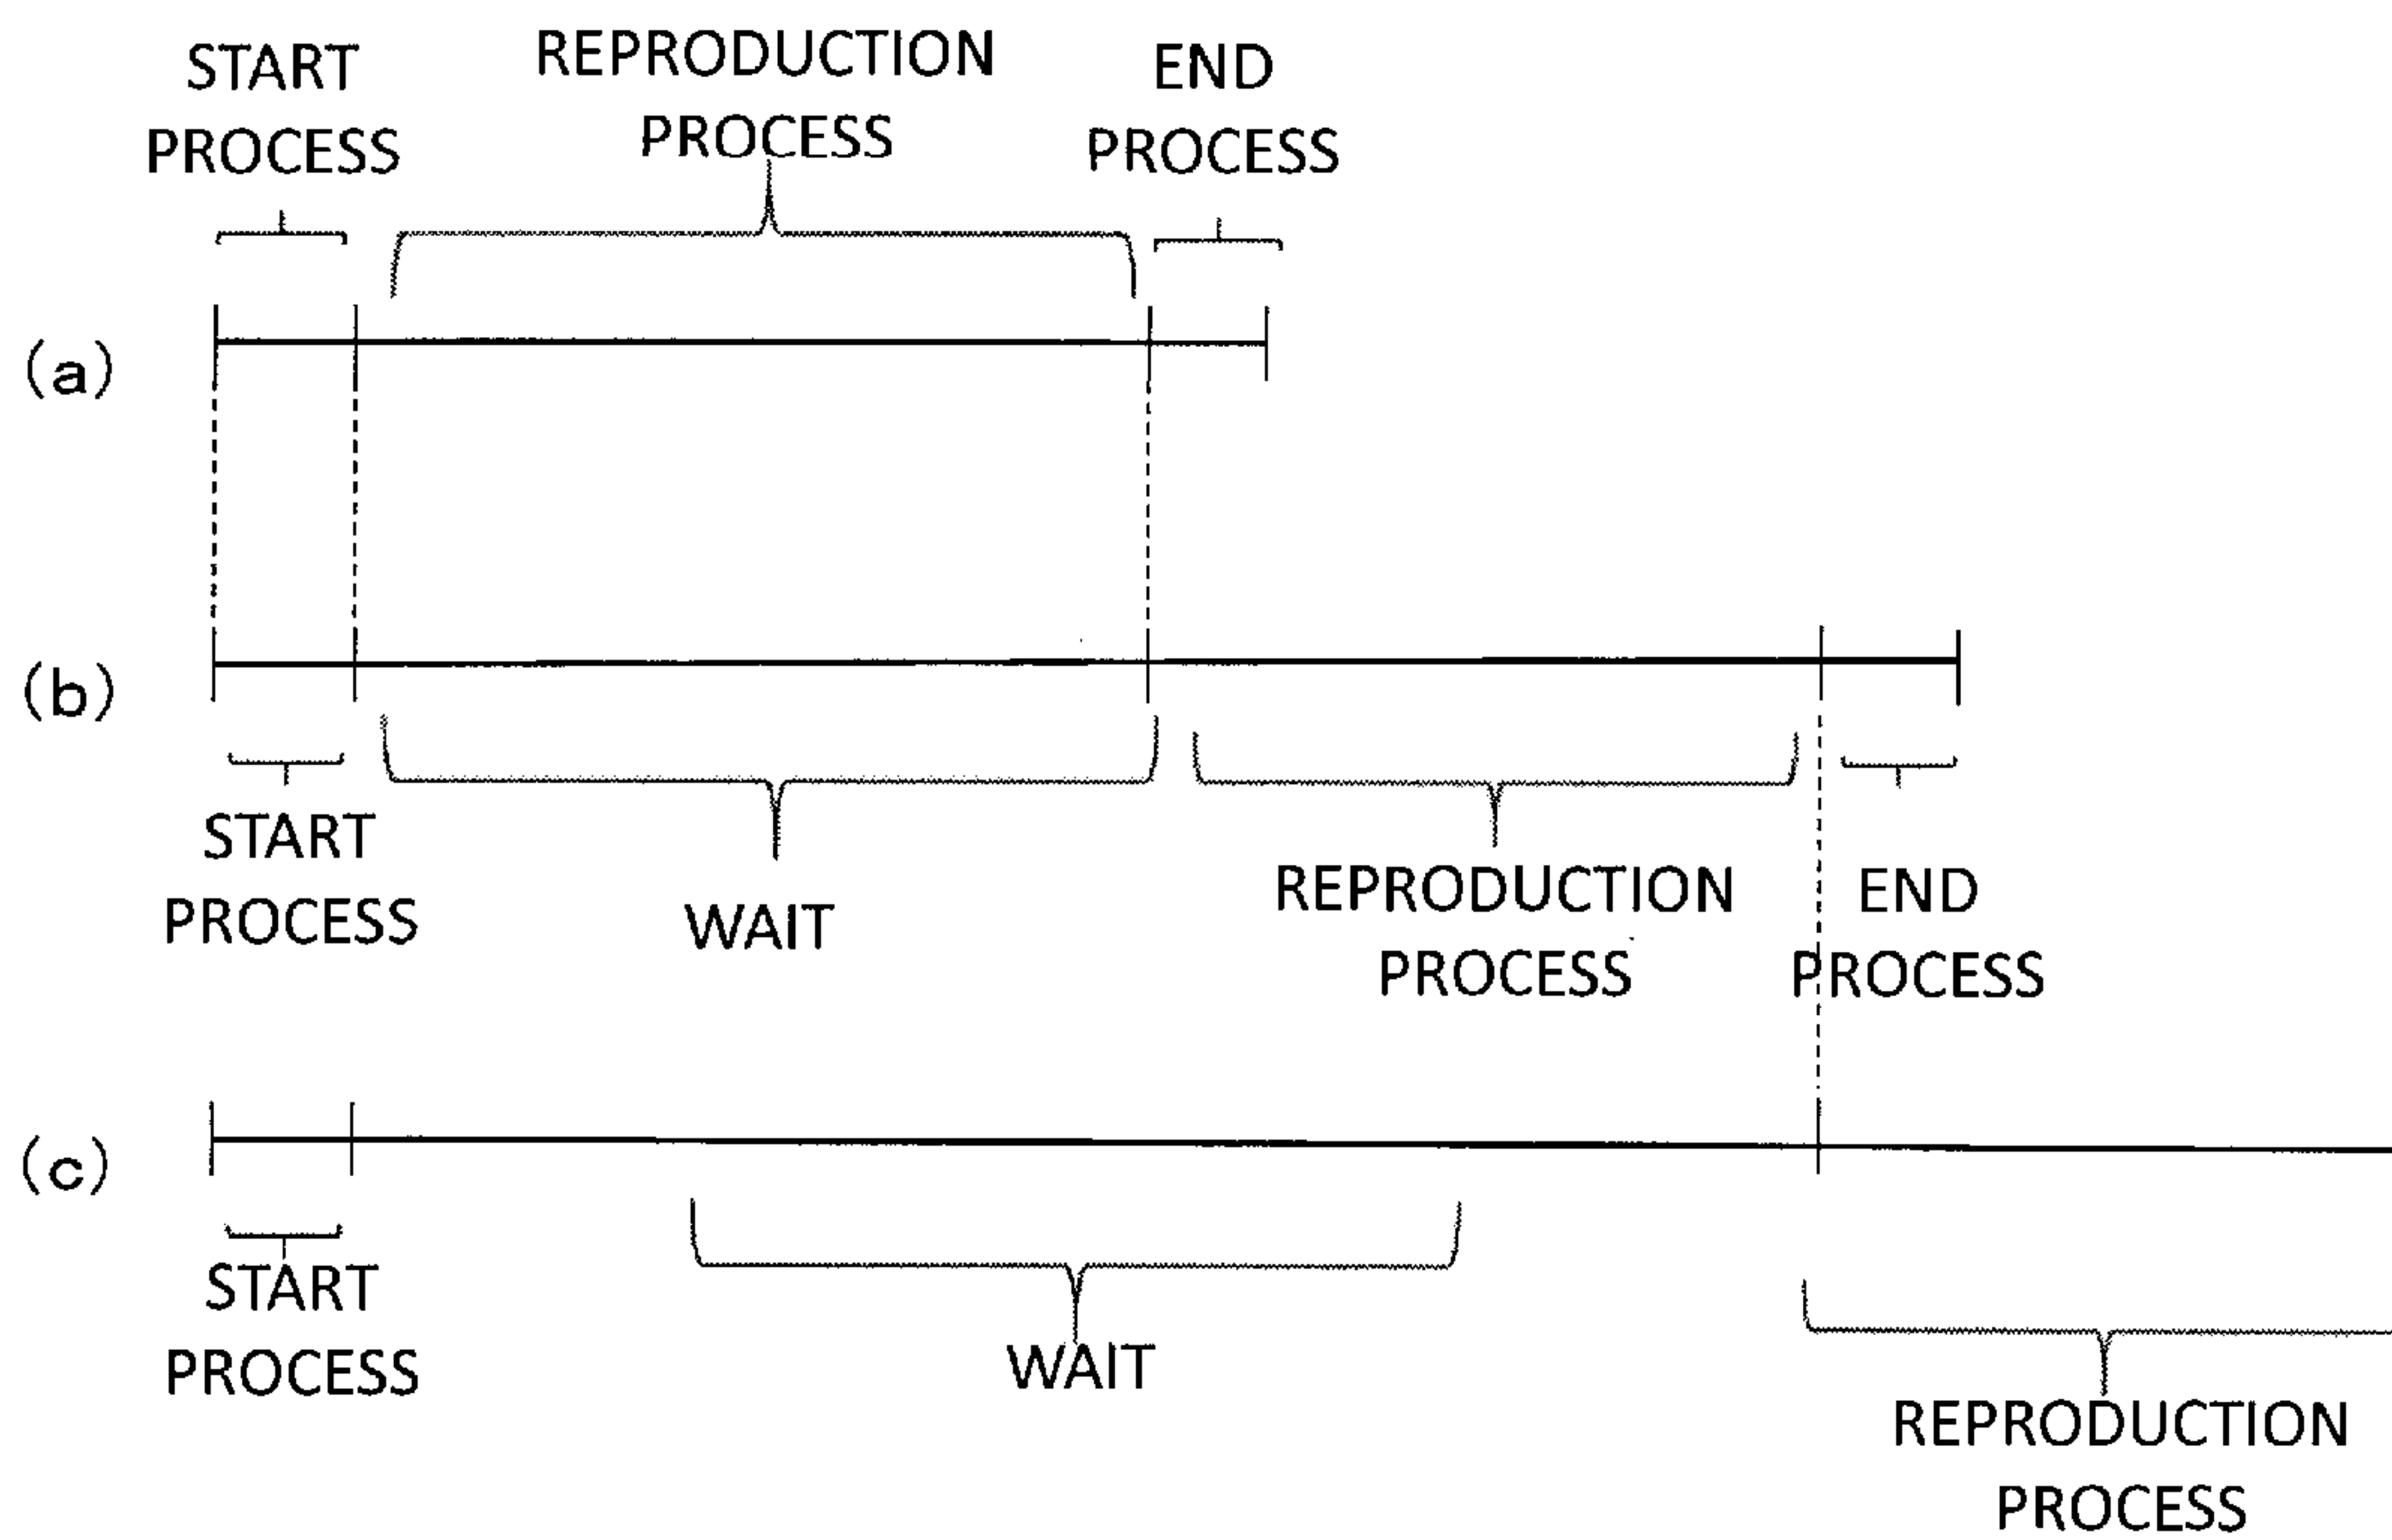 START
PROCESS
REPRODUCTION
PROCESS
END
PROCESS
(a)
(b)
START
PROCESS
WAIT
REPRODUCTION
PROCESS
END
PROCESS
(c)
START
PROCESS
WAIT
REPRODUCTION
PROCESS